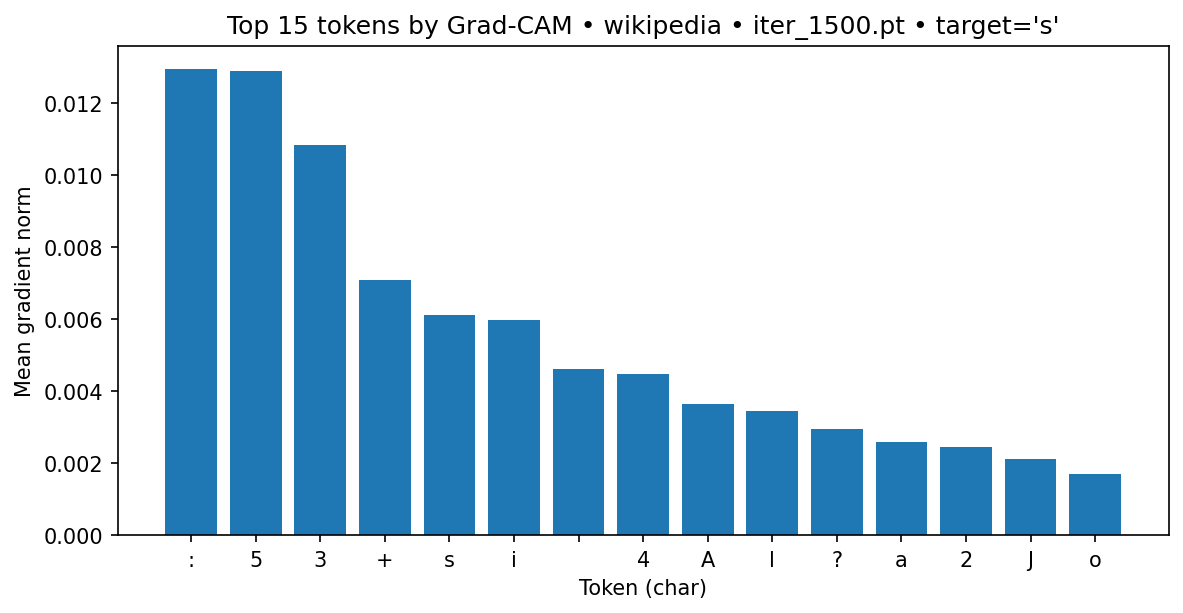 Top 15 tokens by Grad-CAM • wikipedia • iter_1500.pt • target='s'
Mean gradient norm
0.012
0.010
0.008
0.006
0.004
0.002
0.000
: 5 3 + s i ' 4 A l ? a 2 J o
Token (char)